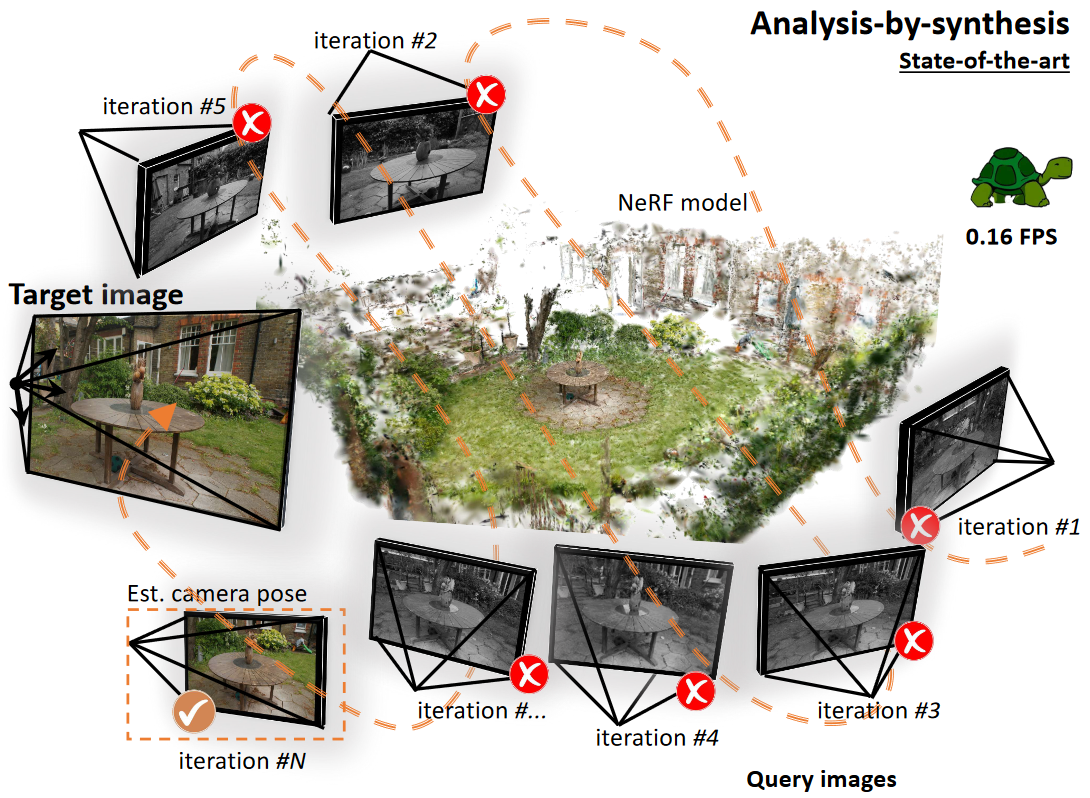 Analysis-by-synthesis
State-of-the-art
iteration #2
iteration #5
NeRF model
0.16 FPS
Target image
iteration #1
Est. camera pose
iteration #...
iteration #3
iteration #4
iteration #N
Query images